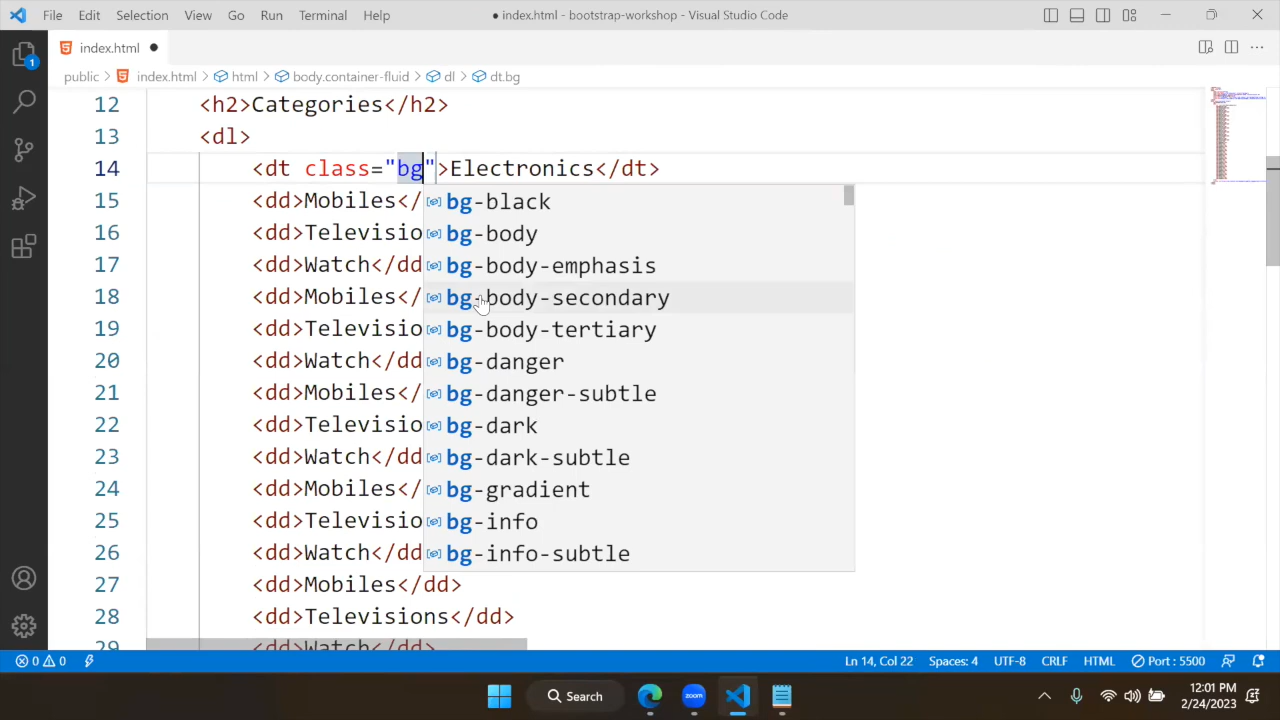 File Edit Selection View Go Run Terminal Help ● index.html - bootstrap-workshop - Visual Studio Code
index.html ●
1
public > index.html > html > body.container-fluid > dl > dt.bg
12 <h2>Categories</h2>
13 <dl>
14 <dt class="bg">Electronics</dt>
15 <dd>Mobiles</
16 <dd>Televisio
17 <dd>Watch</dd
18 <dd>Mobiles</
19 <dd>Televisio
20 <dd>Watch</dd
21 <dd>Mobiles</
22 <dd>Televisio
23 <dd>Watch</dd
24 <dd>Mobiles</
25 <dd>Televisio
26 <dd>Watch</dd
27 <dd>Mobiles</dd>
28 <dd>Televisions</dd>
29 <dd>Watch</dd>
bg-black
bg-body
bg-body-emphasis
bg-body-secondary
bg-body-tertiary
bg-danger
bg-danger-subtle
bg-dark
bg-dark-subtle
bg-gradient
bg-info
bg-info-subtle
0 0 Ln 14, Col 22 Spaces: 4 UTF-8 CRLF HTML Port : 5500
Search zoom 12:01 PM
2/24/2023